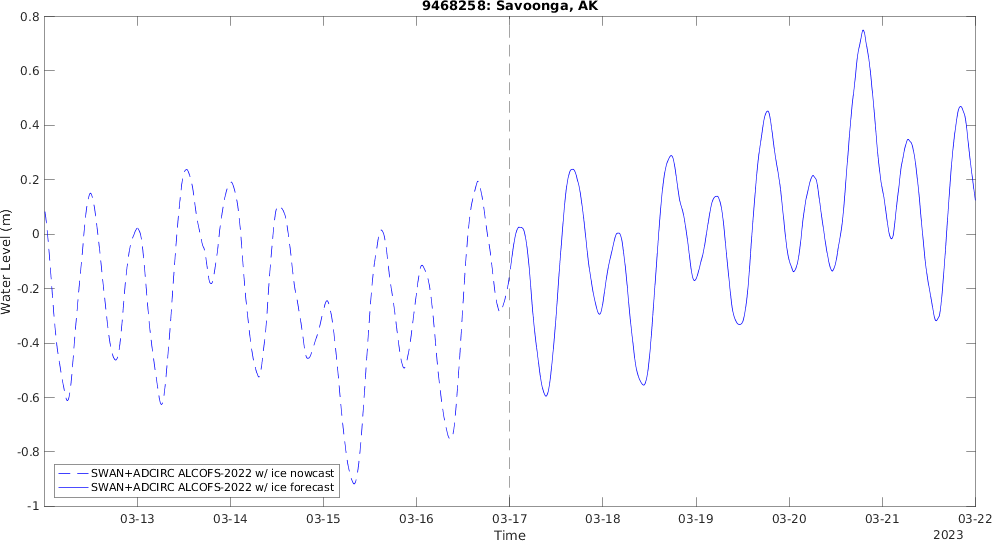 9468258: Savoonga, AK
0.8
0.6
0.4
0.2
0
-0.2
-0.4
-0.6
-0.8
-1
Water Level (m)
SWAN+ADCIRC ALCOFS-2022 w/ ice nowcast
SWAN+ADCIRC ALCOFS-2022 w/ ice forecast
03-13 03-14 03-15 03-16 03-17 03-18 03-19 03-20 03-21 03-22
Time
2023